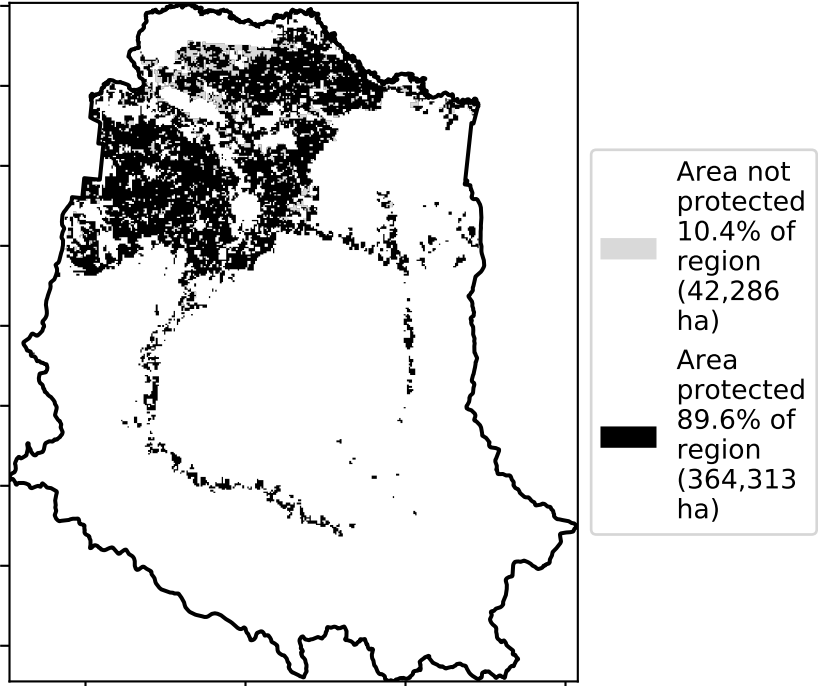 Area not
protected
10.4% of
region
(42,286
ha)
Area
protected
89.6% of
region
(364,313
ha)